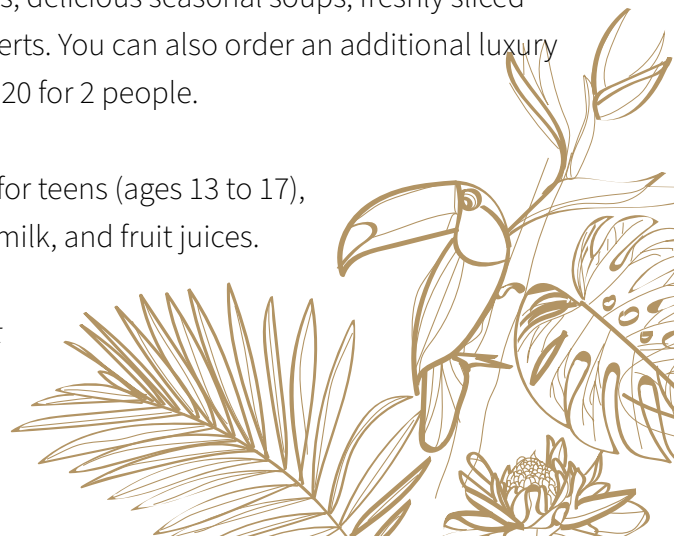 delicious seasonal soups, freshly sliced
erts. You can also order an additional luxury
20 for 2 people.
for teens (ages 13 to 17),
milk, and fruit juices.